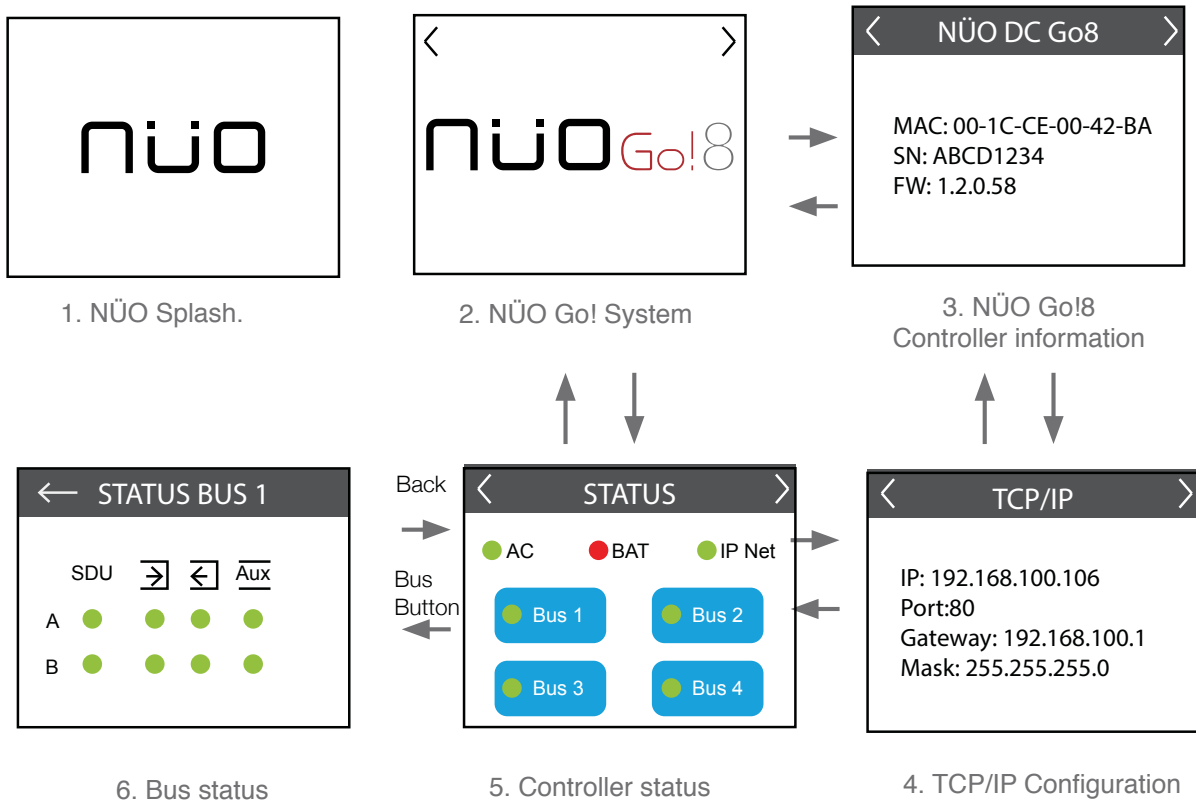 NÜO
NÜO Go!8
NÜO DC Go8
MAC: 00-1C-CE-00-42-BA
SN: ABCD1234
FW: 1.2.0.58
1. NÜO Splash.
2. NÜO Go! System
3. NÜO Go!8
Controller information
STATUS BUS 1
SDU Aux
A
B
Back
Bus
Button
STATUS
AC BAT IP Net
Bus 1 Bus 2
Bus 3 Bus 4
TCP/IP
IP: 192.168.100.106
Port:80
Gateway: 192.168.100.1
Mask: 255.255.255.0
6. Bus status
5. Controller status
4. TCP/IP Configuration